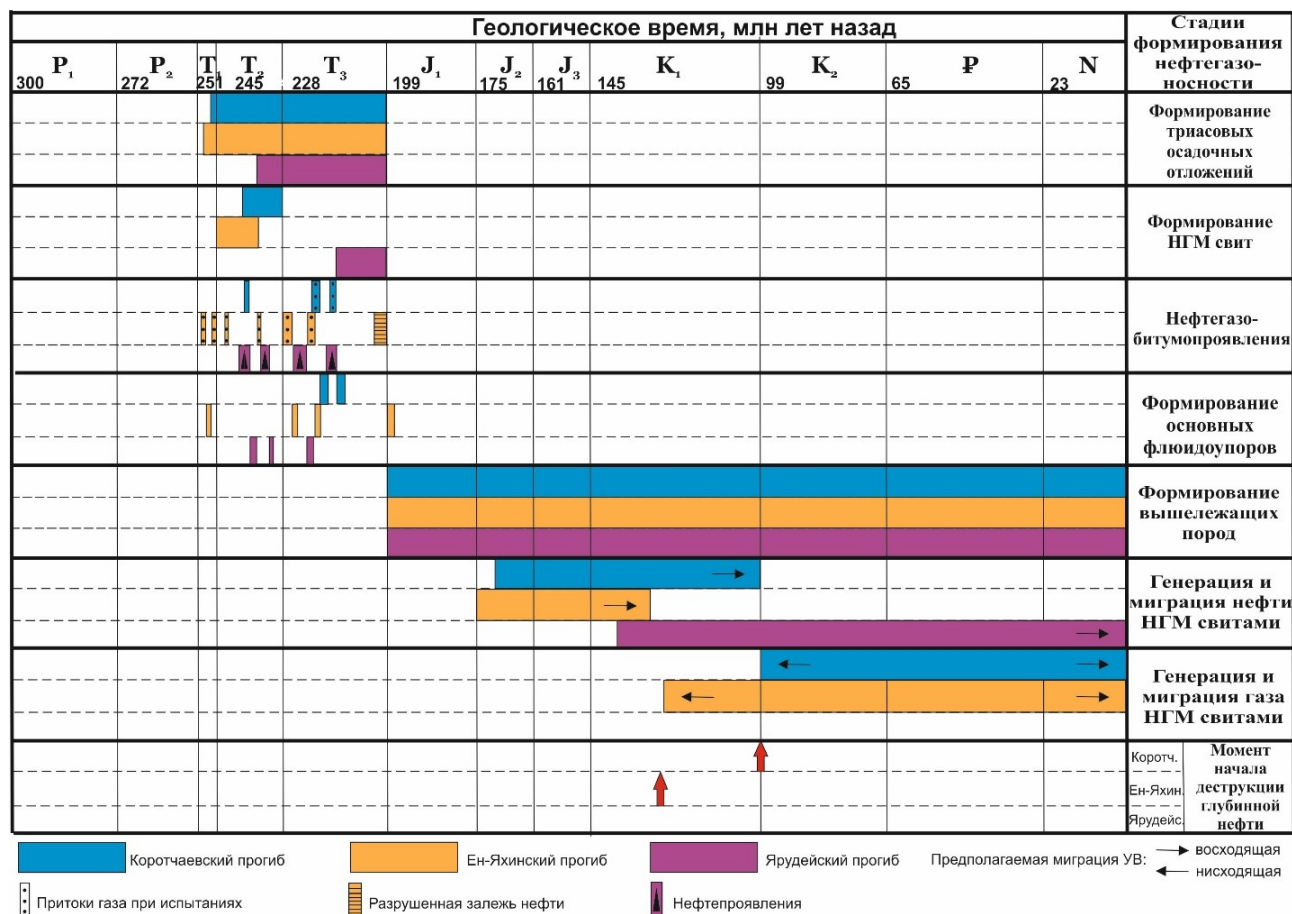 Геологическое время, млн лет назад
Стадии
формирования
нефтегазо-
носности
P₁ P₂ T₁ T₂ T₃ J₁ J₂ J₃ K₁ K₂ ₽ N
300 272 251 245 228 199 175 161 145 99 65 23
Формирование
триасовых
осадочных
отложений
Формирование
НГМ свит
Нефтегазо-
битумопроявления
Формирование
основных
флюидоупоров
Формирование
вышележащих
пород
Генерация и
миграция нефти
НГМ свитами
Генерация и
миграция газа
НГМ свитами
Коротч.
Ен-Яхин.
Ярудейс.
Момент
начала
деструкции
глубинной
нефти
Коротчаевский прогиб
Ен-Яхинский прогиб
Ярудейский прогиб
Предполагаемая миграция УВ:
восходящая
нисходящая
Притоки газа при испытаниях
Разрушенная залежь нефти
Нефтепроявления